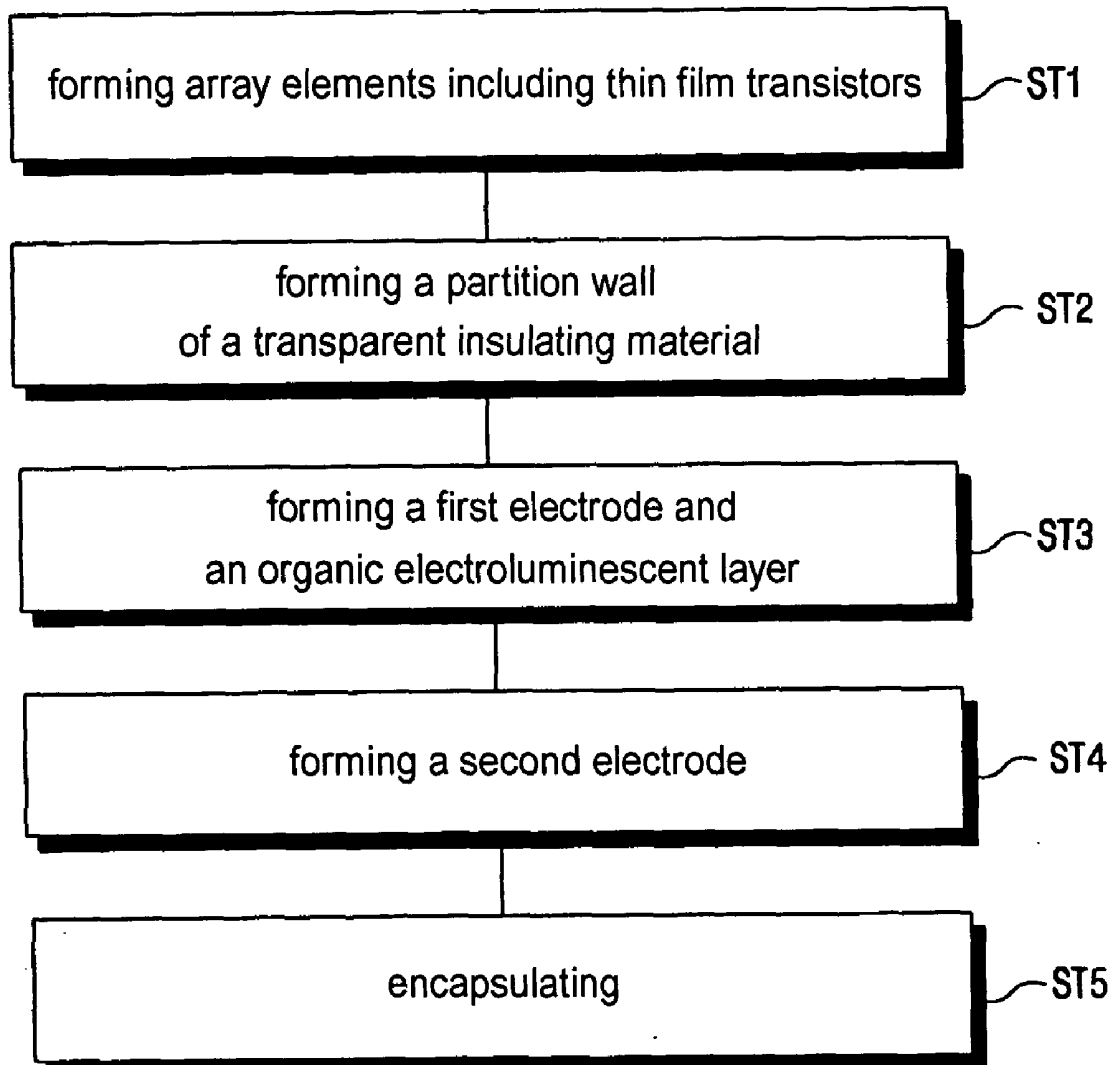 forming array elements including thin film transistors
ST1
forming a partition wall
of a transparent insulating material
ST2
forming a first electrode and
an organic electroluminescent layer
ST3
forming a second electrode
ST4
encapsulating
ST5